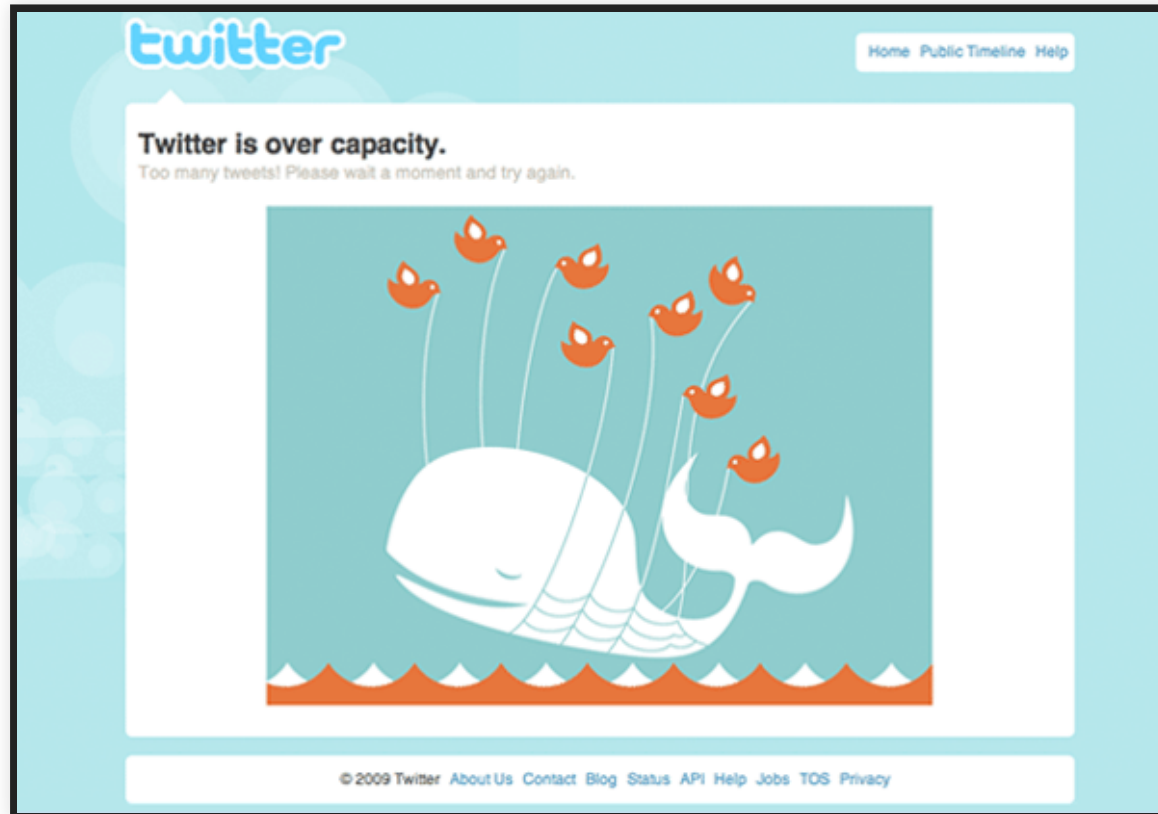 twitter
Home Public Timeline Help
Twitter is over capacity.
Too many tweets! Please wait a moment and try again.
© 2009 Twitter About Us Contact Blog Status API Help Jobs TOS Privacy